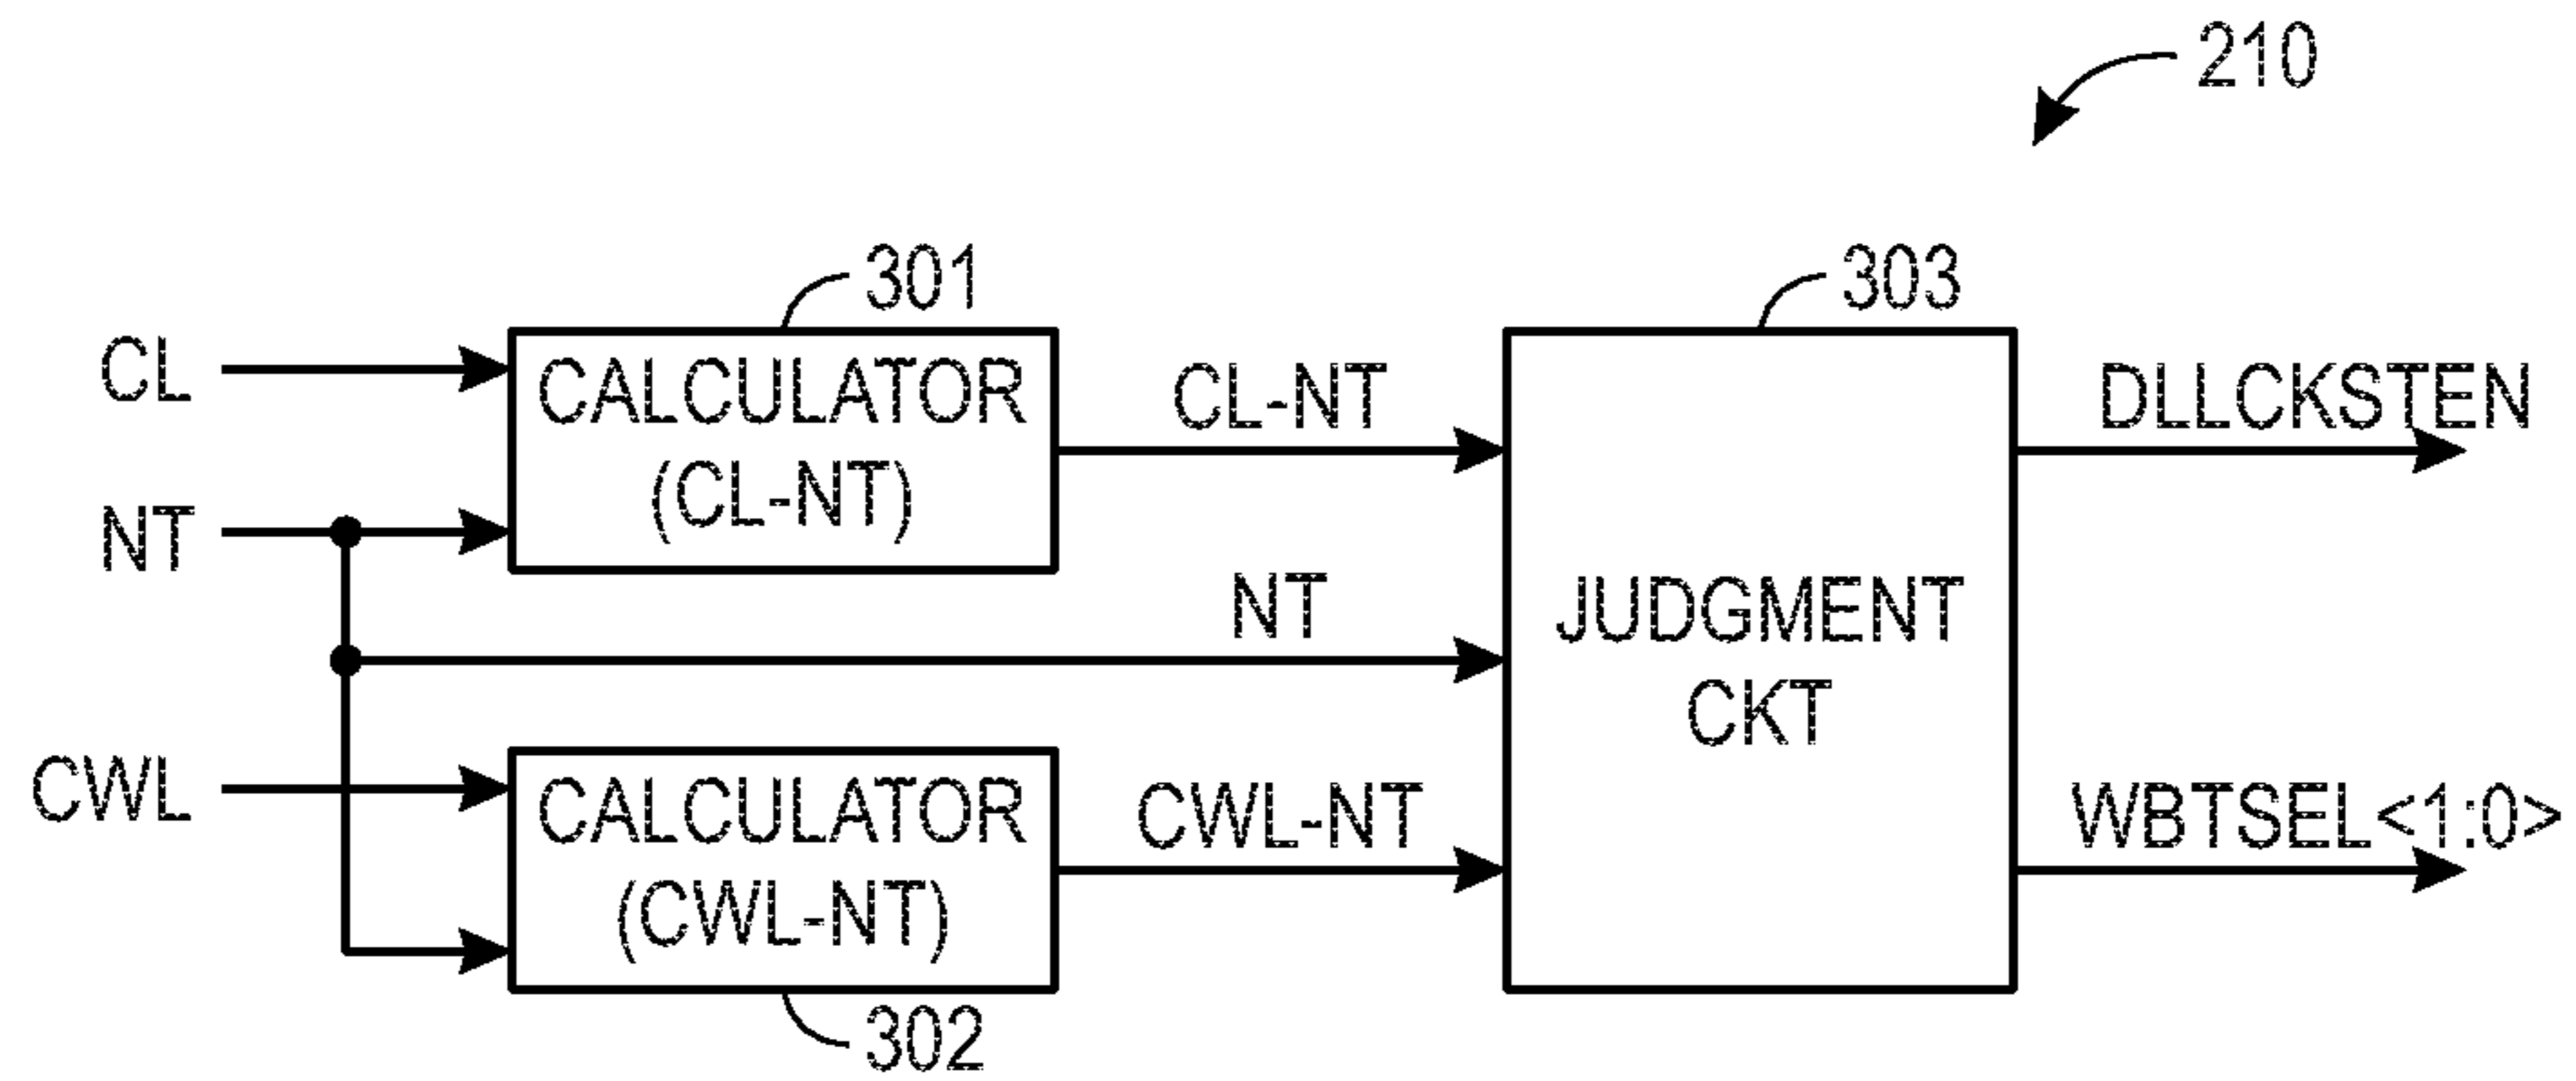 210
301
303
CL
CALCULATOR
(CL-NT)
CL-NT
DLLCKSTEN
NT
NT
JUDGMENT
CKT
CWL
CALCULATOR
(CWL-NT)
CWL-NT
WBTSEL<1:0>
302